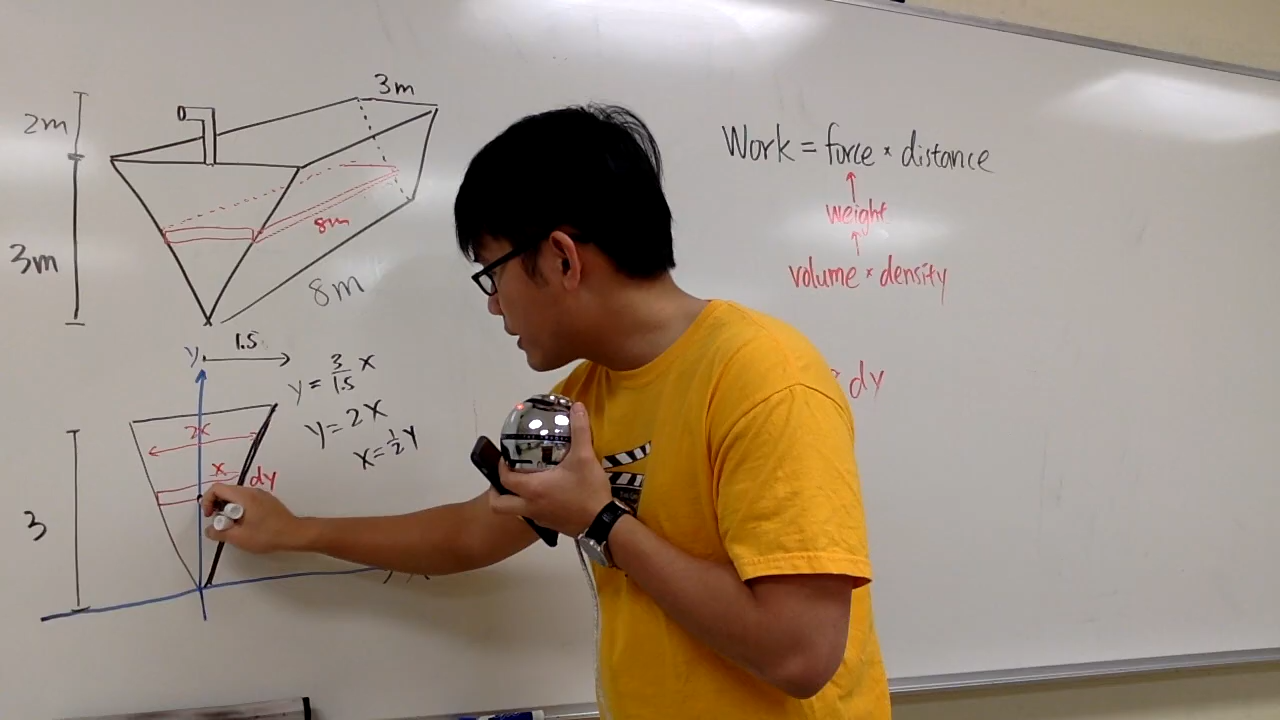 3m
2m
3m
8m
8m
1.5
y
y = 3/1.5 x
y = 2x
x = 1/2 y
2x
x
dy
3
Work = force × distance
weight
volume × density
dy